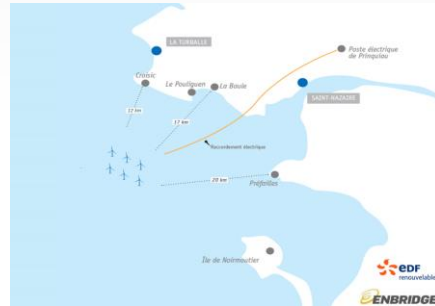 LA TURBALLE
Poste électrique
de Prinquiau
Croisic
Le Pouliguen
La Baule
SAINT-NAZAIRE
12 km
17 km
Raccordement électrique
20 km
Préfailles
Île de Noirmoutier
edf
renouvelables
ENBRIDGE